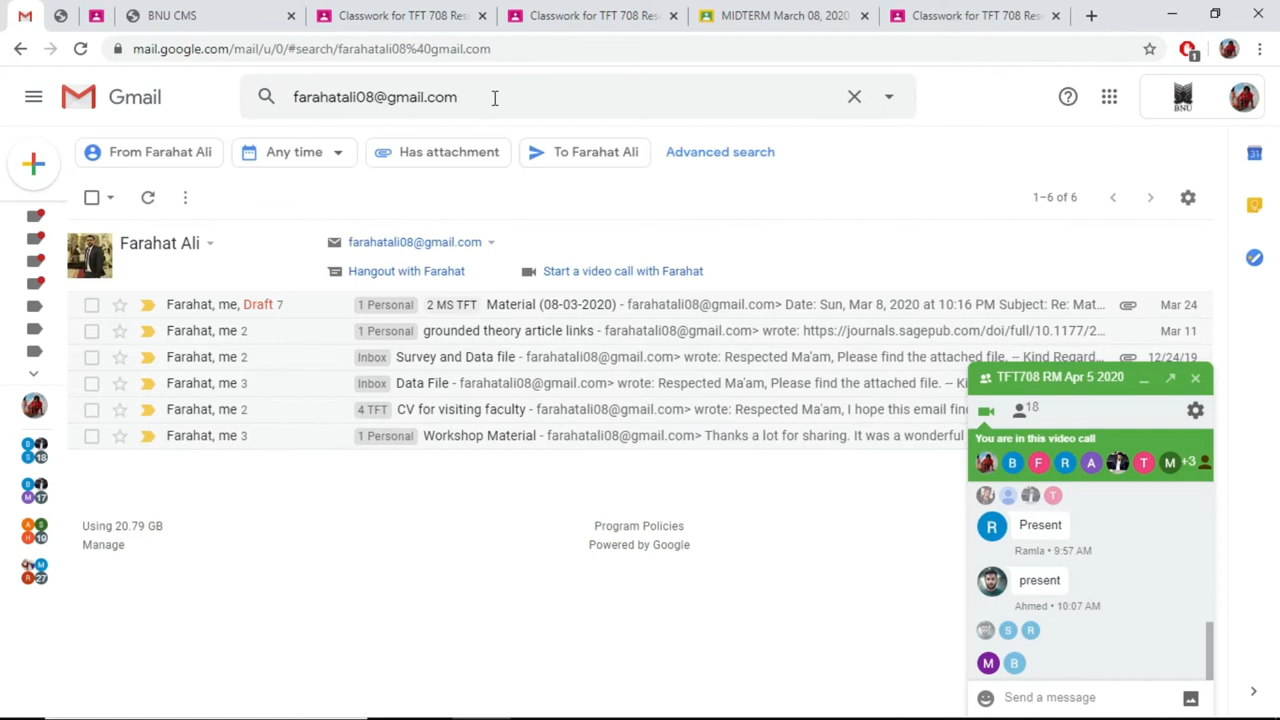 BNU CMS
Classwork for TFT 708 Res
Classwork for TFT 708 Res
MIDTERM March 08, 2020
Classwork for TFT 708 Res
mail.google.com/mail/u/0/#search/farahatali08%40gmail.com
1
Gmail
farahatali08@gmail.com
BNU
From Farahat Ali
Any time
Has attachment
To Farahat Ali
Advanced search
31
1–6 of 6
Farahat Ali
farahatali08@gmail.com
Hangout with Farahat
Start a video call with Farahat
Farahat, me, Draft 7 1 Personal 2 MS TFT Material (08-03-2020) - farahatali08@gmail.com> Date: Sun, Mar 8, 2020 at 10:16 PM Subject: Re: Mat... Mar 24
Farahat, me 2 1 Personal grounded theory article links - farahatali08@gmail.com> wrote: https://journals.sagepub.com/doi/full/10.1177/2... Mar 11
Farahat, me 2 Inbox Survey and Data file - farahatali08@gmail.com> wrote: Respected Ma'am, Please find the attached file. -- Kind Regard... 12/24/19
Farahat, me 3 Inbox Data File - farahatali08@gmail.com> wrote: Respected Ma'am, Please find the attached file. -- K
Farahat, me 2 4 TFT CV for visiting faculty - farahatali08@gmail.com> wrote: Respected Ma'am, I hope this email fin
Farahat, me 3 1 Personal Workshop Material - farahatali08@gmail.com> Thanks a lot for sharing. It was a wonderful
TFT708 RM Apr 5 2020
18
You are in this video call
B F R A T M +3
T
R Present
Ramla • 9:57 AM
present
Ahmed • 10:07 AM
S R
M B
Send a message
B
S 18
B
M 17
A S
H 19
M
R 27
Using 20.79 GB
Manage
Program Policies
Powered by Google